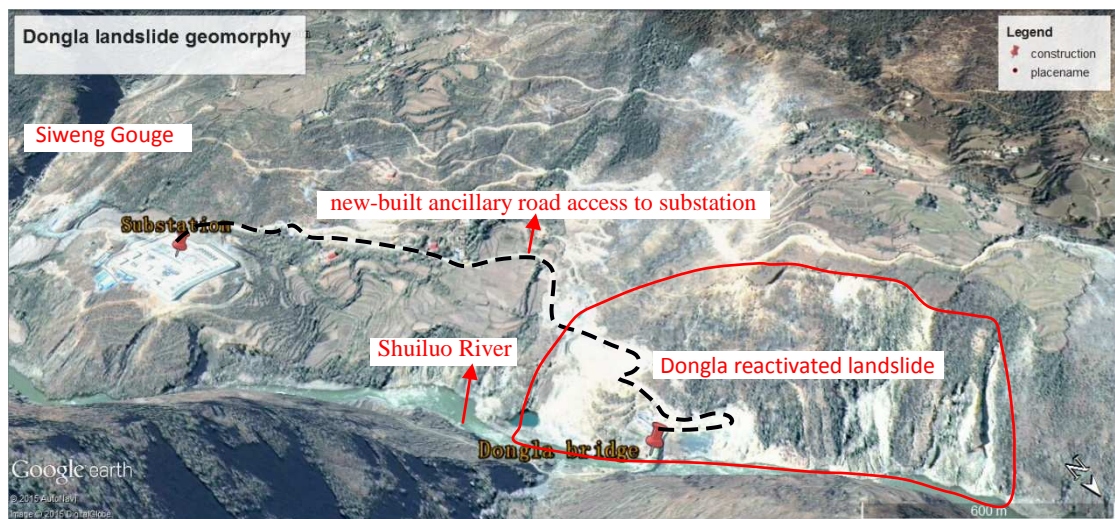 Dongla landslide geomorphy
Legend
construction
placename
Siweng Gouge
new-built ancillary road access to substation
Substation
Shuiluo River
Dongla reactivated landslide
Dongla bridge
Google earth
© 2015 AutoNavi
Image © 2015 DigitalGlobe
N
600 m